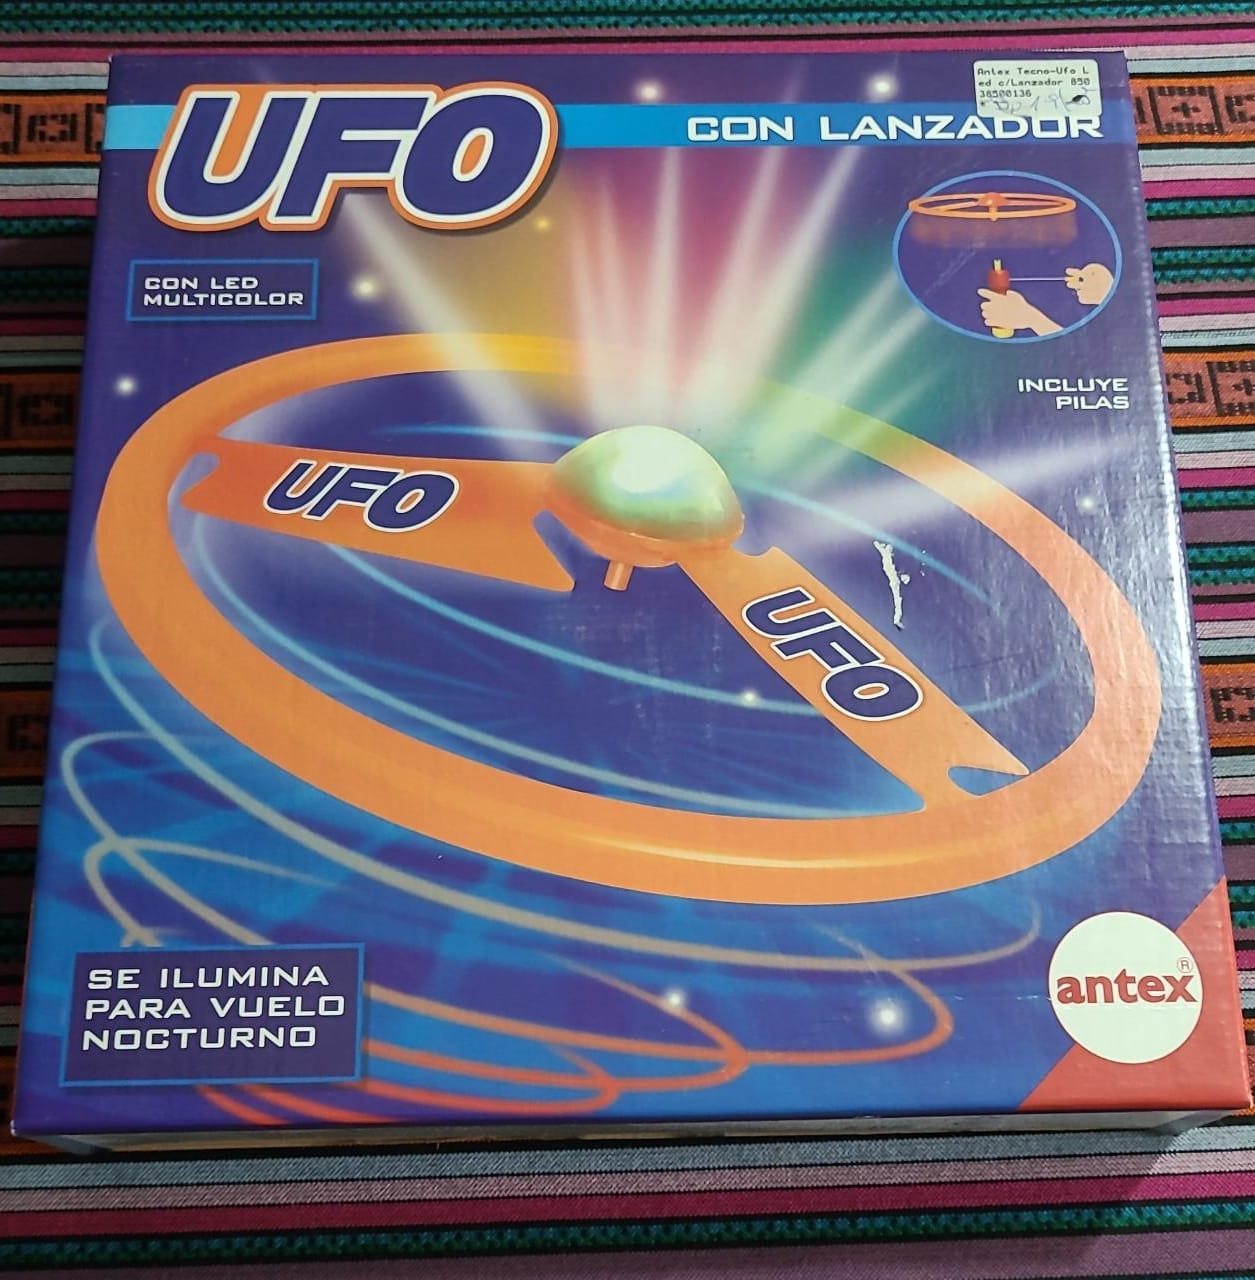 Antex Tecno-Ufo L
ed c/Lanzador 850
38500136
UFO
CON LANZADOR
CON LED
MULTICOLOR
INCLUYE
PILAS
UFO
UFO
SE ILUMINA
PARA VUELO
NOCTURNO
antex®